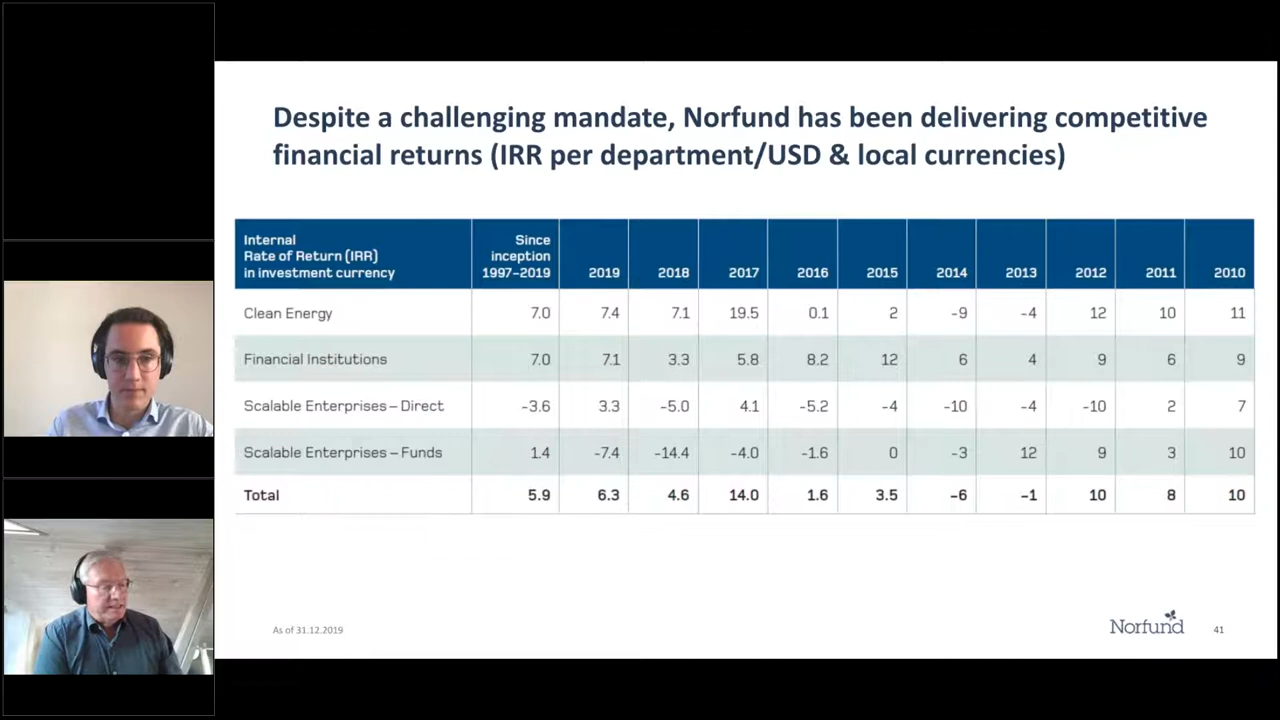 Despite a challenging mandate, Norfund has been delivering competitive
financial returns (IRR per department/USD & local currencies)
Internal
Rate of Return (IRR)
in investment currency
Since
inception
1997–2019
2019 2018 2017 2016 2015 2014 2013 2012 2011 2010
Clean Energy 7.0 7.4 7.1 19.5 0.1 2 -9 -4 12 10 11
Financial Institutions 7.0 7.1 3.3 5.8 8.2 12 6 4 9 6 9
Scalable Enterprises – Direct -3.6 3.3 -5.0 4.1 -5.2 -4 -10 -4 -10 2 7
Scalable Enterprises – Funds 1.4 -7.4 -14.4 -4.0 -1.6 0 -3 12 9 3 10
Total 5.9 6.3 4.6 14.0 1.6 3.5 -6 -1 10 8 10
As of 31.12.2019
Norfund
41